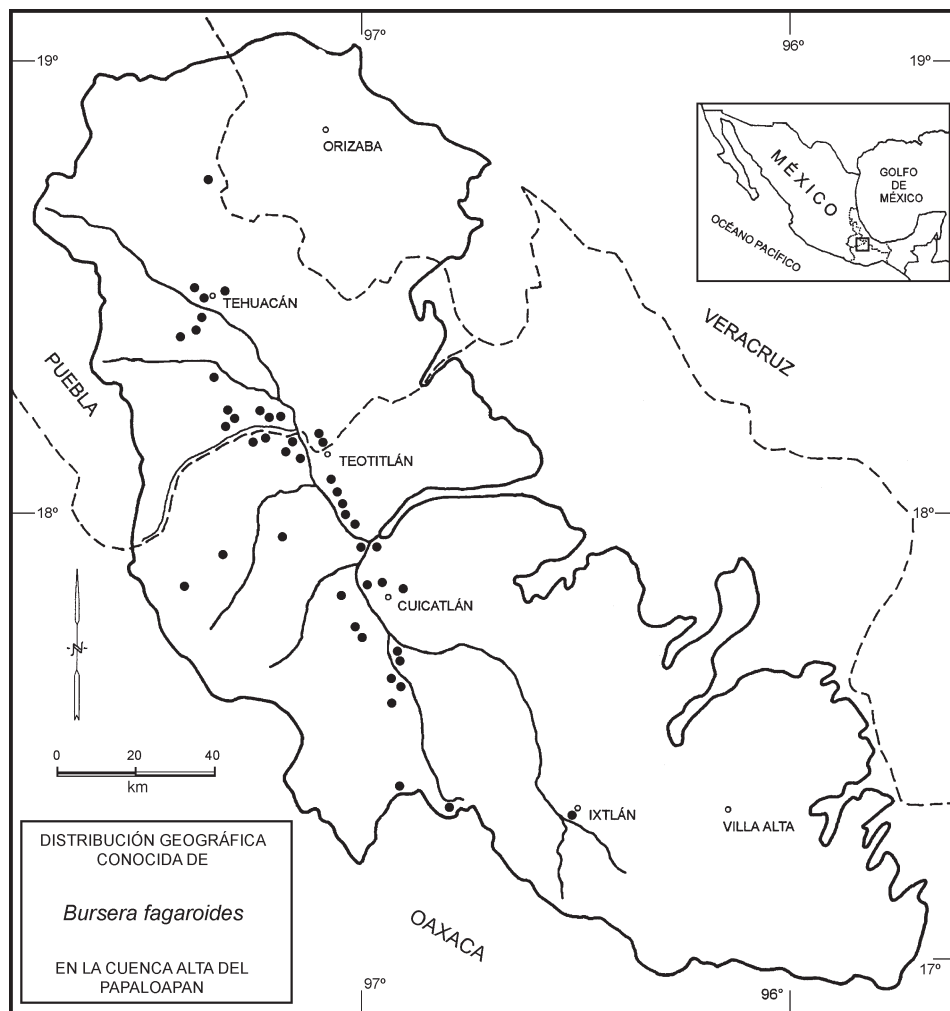 97º
96º
19º
19º
ORIZABA
MÉXICO
GOLFO
DE
MÉXICO
OCÉANO PACÍFICO
TEHUACÁN
VERACRUZ
PUEBLA
TEOTITLÁN
18º
18º
CUICATLÁN
N
0 20 40
km
IXTLÁN
VILLA ALTA
DISTRIBUCIÓN GEOGRÁFICA
CONOCIDA DE
Bursera fagaroides
EN LA CUENCA ALTA DEL
PAPALOAPAN
OAXACA
17º
97º
96º